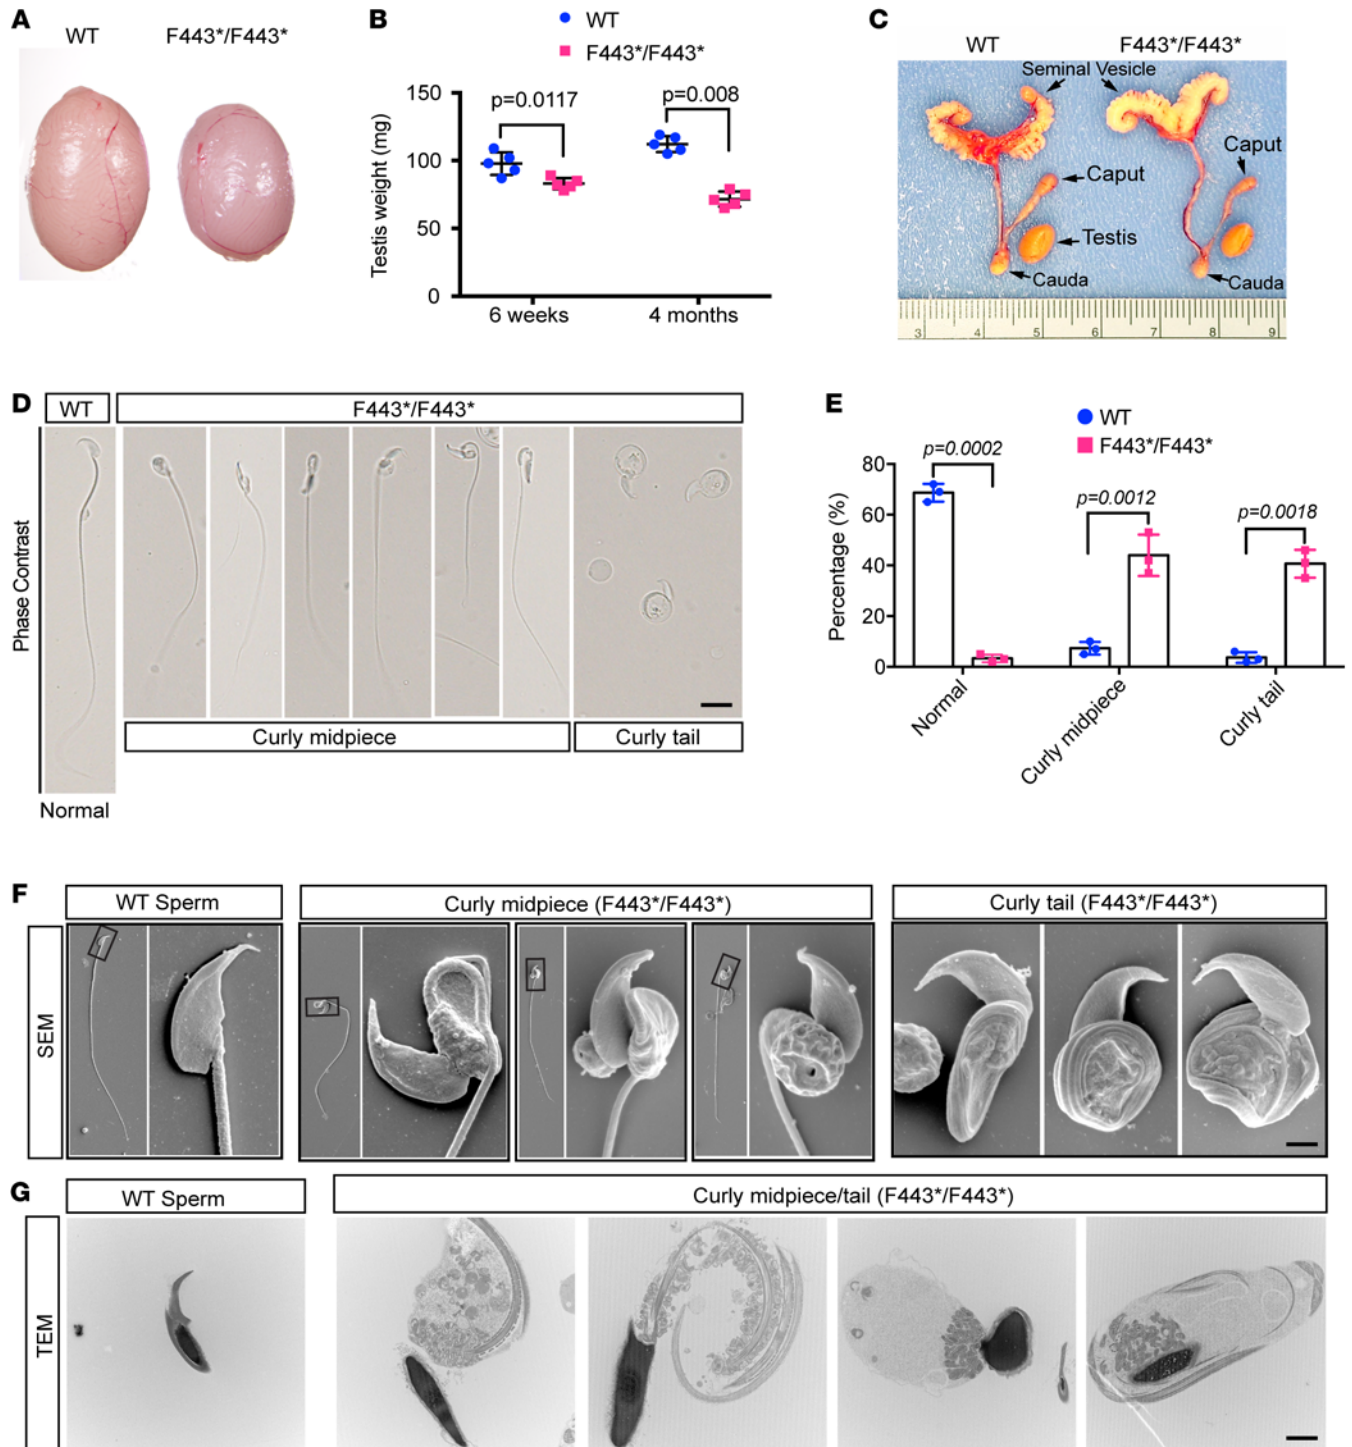 A
WT
F443*/F443*
B
WT
F443*/F443*
Testis weight (mg)
150
100
50
0
p=0.0117
p=0.008
6 weeks
4 months
C
WT
F443*/F443*
Seminal Vesicle
Caput
Caput
Testis
Cauda
Cauda
3 4 5 6 7 8 9
D
WT
F443*/F443*
Phase Contrast
Curly midpiece
Curly tail
Normal
E
WT
F443*/F443*
Percentage (%)
80
60
40
20
0
p=0.0002
p=0.0012
p=0.0018
Normal
Curly midpiece
Curly tail
F
WT Sperm
Curly midpiece (F443*/F443*)
Curly tail (F443*/F443*)
SEM
G
WT Sperm
Curly midpiece/tail (F443*/F443*)
TEM